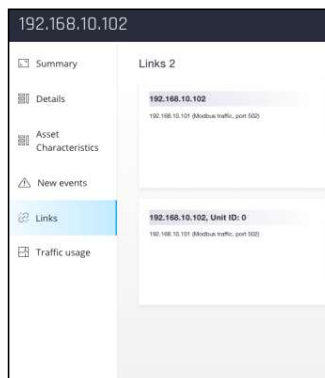 192.168.10.102
Summary
Details
Asset
Characteristics
New events
Links
Traffic usage
Links 2
192.168.10.102
192.168.10.101 (Modbus traffic, port 502)
192.168.10.102, Unit ID: 0
192.168.10.101 (Modbus traffic, port 502)